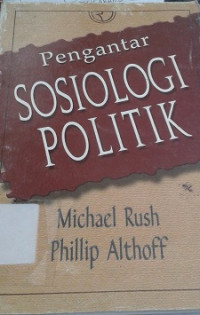 Pengantar
SOSIOLOGI
POLITIK
Michael Rush
Phillip Althoff